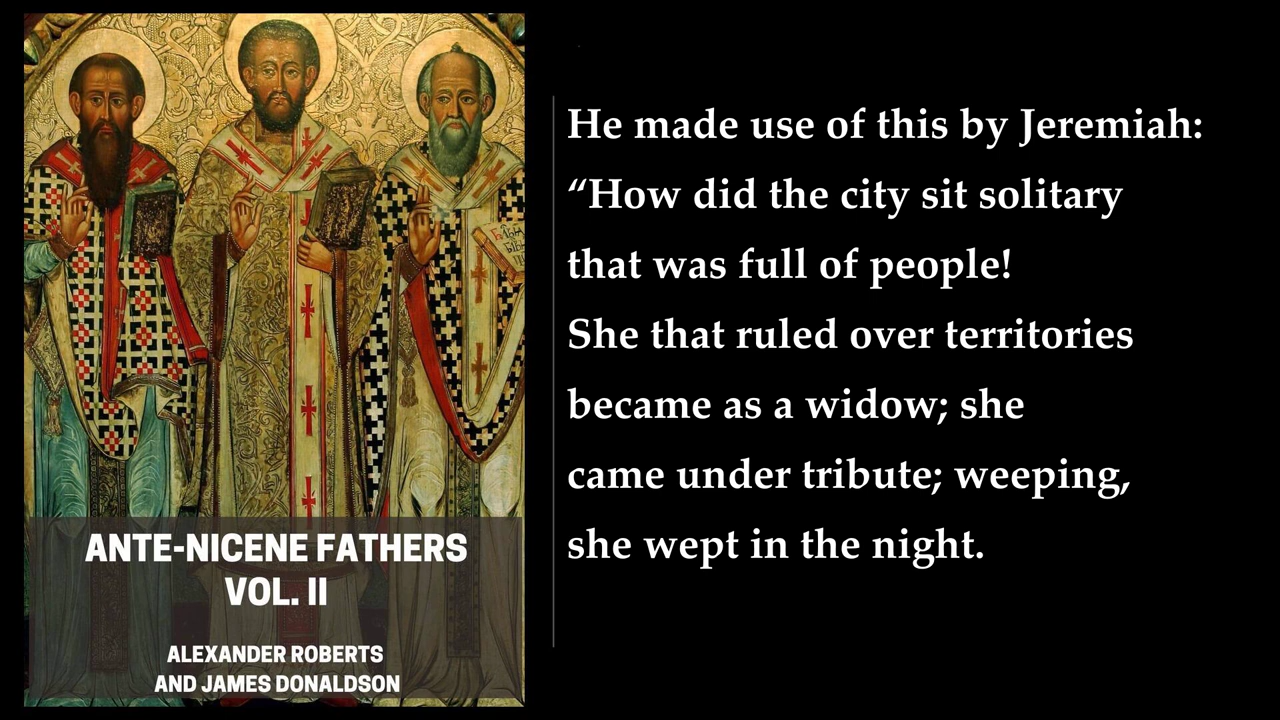 He made use of this by Jeremiah:
“How did the city sit solitary
that was full of people!
She that ruled over territories
became as a widow; she
came under tribute; weeping,
she wept in the night.
ANTE-NICENE FATHERS
VOL. II
ALEXANDER ROBERTS
AND JAMES DONALDSON